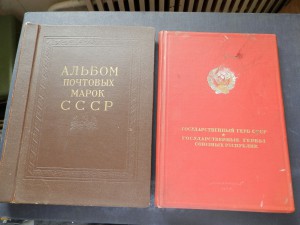 АЛЬБОМ
ПОЧТОВЫХ
МАРОК
СССР
ГОСУДАРСТВЕННЫЙ ГЕРБ СССР
И
ГОСУДАРСТВЕННЫЕ ГЕРБЫ
СОЮЗНЫХ РЕСПУБЛИК